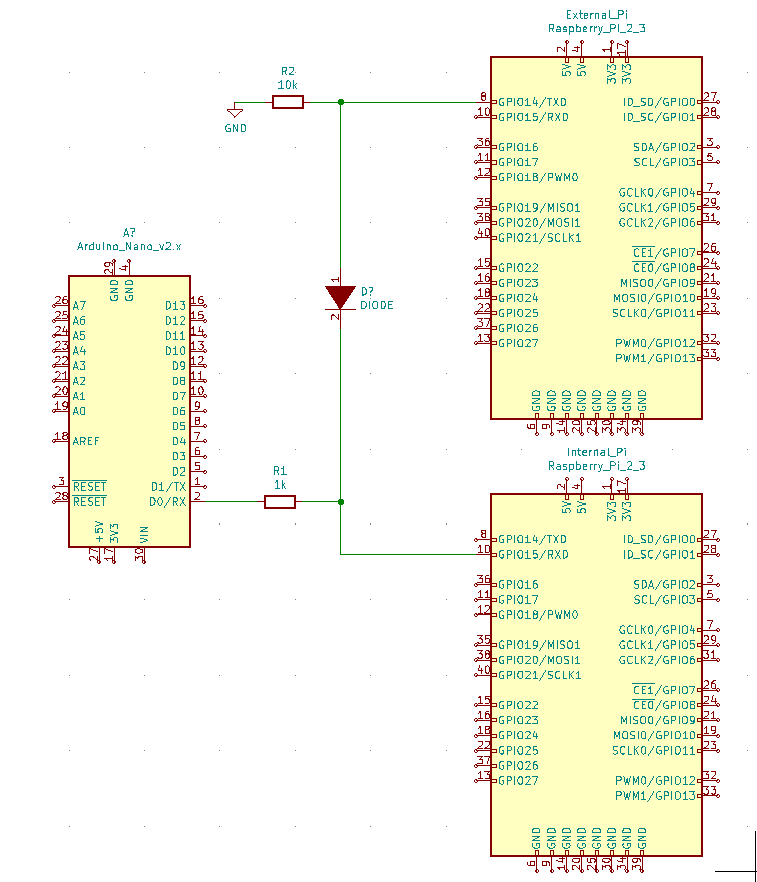 External_Pi
Raspberry_Pi_2_3
2 4 1 17
5V 5V 3V3 3V3
8 GPIO14/TXD ID_SD/GPIO0 27
10 GPIO15/RXD ID_SC/GPIO1 28
36 GPIO16 SDA/GPIO2 3
11 GPIO17 SCL/GPIO3 5
12 GPIO18/PWM0
GCLK0/GPIO4 7
35 GPIO19/MISO1 GCLK1/GPIO5 29
38 GPIO20/MOSI1 GCLK2/GPIO6 31
40 GPIO21/SCLK1
CE1/GPIO7 26
15 GPIO22 CE0/GPIO8 24
16 GPIO23 MISO0/GPIO9 21
18 GPIO24 MOSI0/GPIO10 19
22 GPIO25 SCLK0/GPIO11 23
37 GPIO26
13 GPIO27 PWM0/GPIO12 32
PWM1/GPIO13 33
GND GND GND GND GND GND GND GND
6 9 14 20 25 30 34 39
R2
10k
GND
1
D?
DIODE
2
A?
Arduino_Nano_v2.x
29 4
GND GND
26 A7 D13 16
25 A6 D12 15
24 A5 D11 14
23 A4 D10 13
22 A3 D9 12
21 A2 D8 11
20 A1 D7 10
19 A0 D6 9
D5 8
18 AREF D4 7
D3 6
D2 5
3 RESET D1/TX 1
28 RESET D0/RX 2
+5V 3V3 VIN
27 17 30
R1
1k
Internal_Pi
Raspberry_Pi_2_3
2 4 1 17
5V 5V 3V3 3V3
8 GPIO14/TXD ID_SD/GPIO0 27
10 GPIO15/RXD ID_SC/GPIO1 28
36 GPIO16 SDA/GPIO2 3
11 GPIO17 SCL/GPIO3 5
12 GPIO18/PWM0
GCLK0/GPIO4 7
35 GPIO19/MISO1 GCLK1/GPIO5 29
38 GPIO20/MOSI1 GCLK2/GPIO6 31
40 GPIO21/SCLK1
CE1/GPIO7 26
15 GPIO22 CE0/GPIO8 24
16 GPIO23 MISO0/GPIO9 21
18 GPIO24 MOSI0/GPIO10 19
22 GPIO25 SCLK0/GPIO11 23
37 GPIO26
13 GPIO27 PWM0/GPIO12 32
PWM1/GPIO13 33
GND GND GND GND GND GND GND GND
6 9 14 20 25 30 34 39